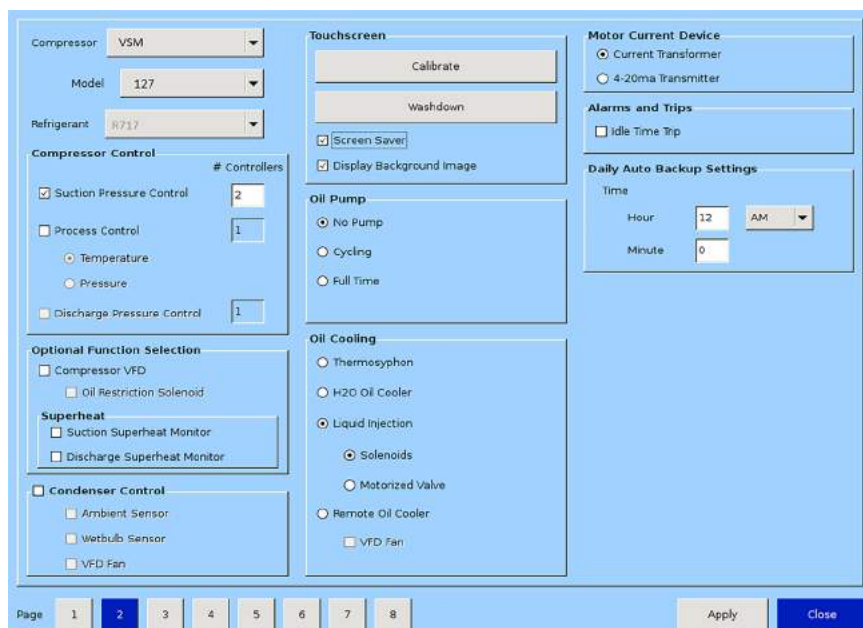 Compressor VSM
Model 127
Refrigerant R717
Compressor Control
# Controllers
Suction Pressure Control 2
Process Control 1
Temperature
Pressure
Discharge Pressure Control 1
Optional Function Selection
Compressor VFD
Oil Restriction Solenoid
Superheat
Suction Superheat Monitor
Discharge Superheat Monitor
Condenser Control
Ambient Sensor
Wetbulb Sensor
VFD Fan
Touchscreen
Calibrate
Washdown
Screen Saver
Display Background Image
Oil Pump
No Pump
Cycling
Full Time
Oil Cooling
Thermosyphon
H2O Oil Cooler
Liquid Injection
Solenoids
Motorized Valve
Remote Oil Cooler
VFD Fan
Motor Current Device
Current Transformer
4-20ma Transmitter
Alarms and Trips
Idle Time Trip
Daily Auto Backup Settings
Time
Hour 12 AM
Minute 0
Page 1 2 3 4 5 6 7 8 Apply Close